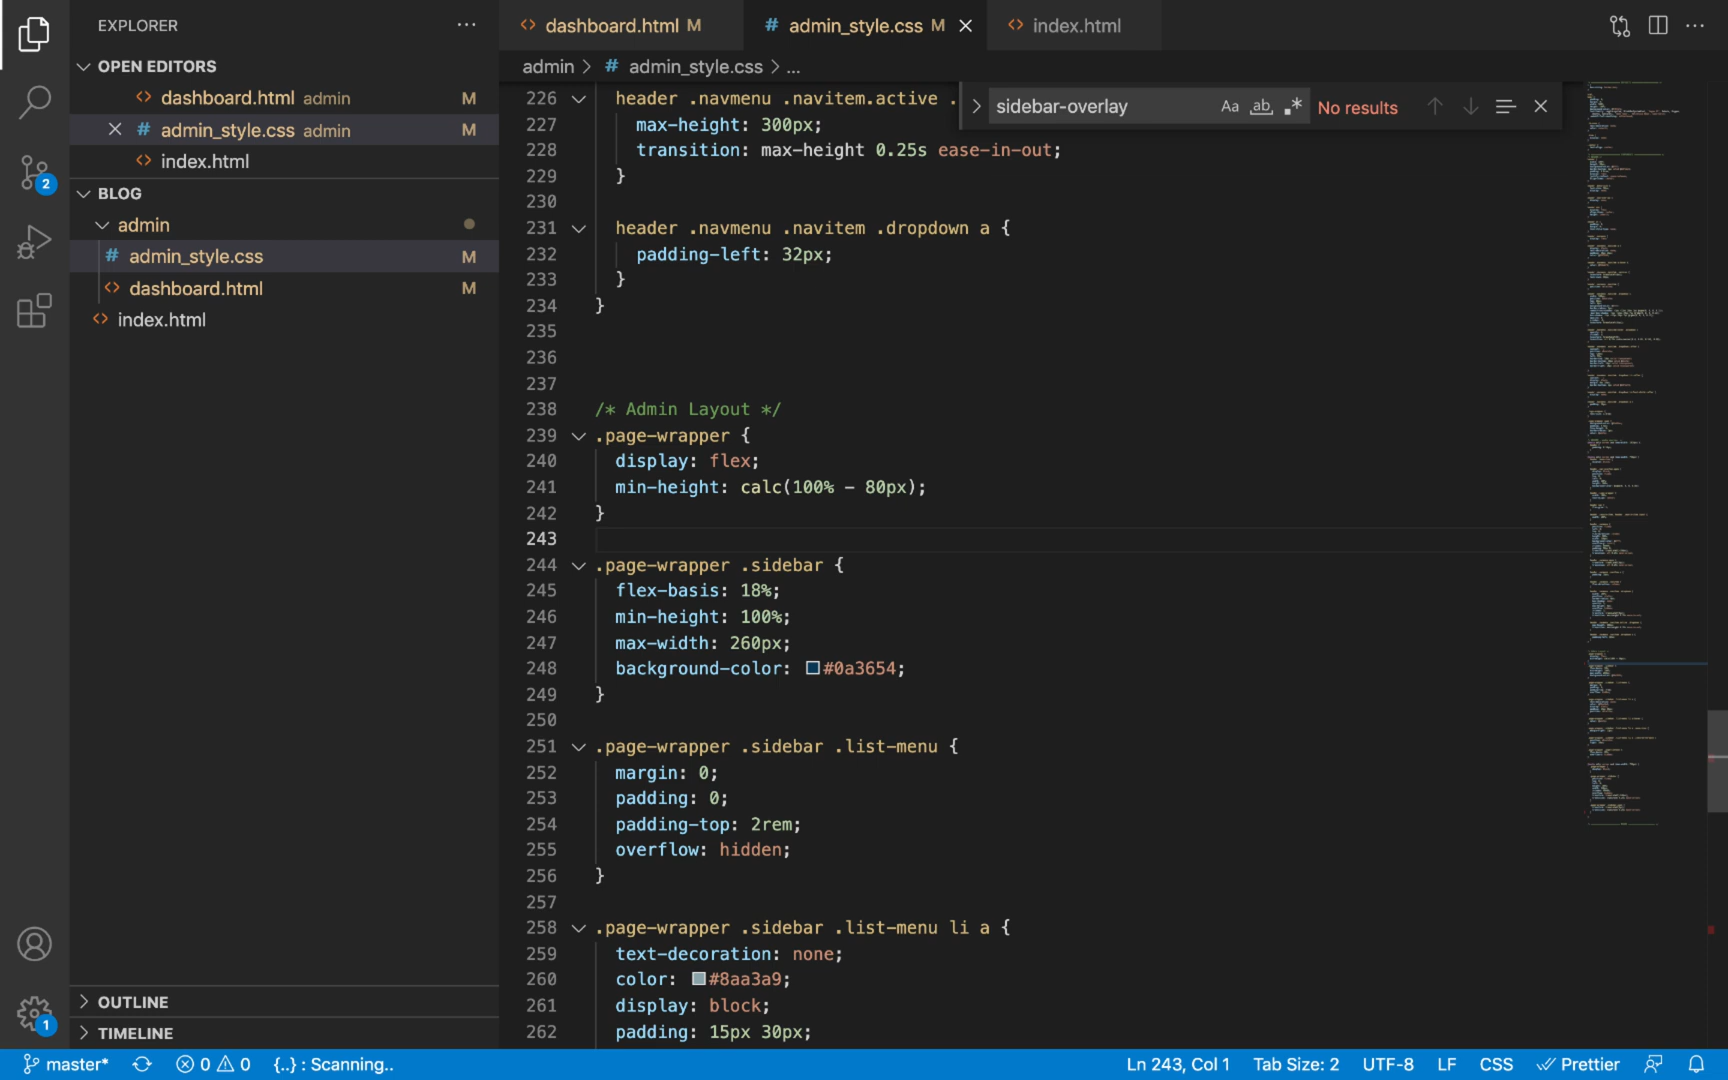 EXPLORER
OPEN EDITORS
dashboard.html admin M
admin_style.css admin M
index.html
BLOG
admin
admin_style.css M
dashboard.html M
index.html
OUTLINE
TIMELINE
2
1
dashboard.html M
# admin_style.css M
index.html
admin > # admin_style.css > ...
sidebar-overlay Aa ab No results
226 header .navmenu .navitem.active .
227 max-height: 300px;
228 transition: max-height 0.25s ease-in-out;
229 }
230
231 header .navmenu .navitem .dropdown a {
232 padding-left: 32px;
233 }
234 }
235
236
237
238 /* Admin Layout */
239 .page-wrapper {
240 display: flex;
241 min-height: calc(100% - 80px);
242 }
243
244 .page-wrapper .sidebar {
245 flex-basis: 18%;
246 min-height: 100%;
247 max-width: 260px;
248 background-color: #0a3654;
249 }
250
251 .page-wrapper .sidebar .list-menu {
252 margin: 0;
253 padding: 0;
254 padding-top: 2rem;
255 overflow: hidden;
256 }
257
258 .page-wrapper .sidebar .list-menu li a {
259 text-decoration: none;
260 color: #8aa3a9;
261 display: block;
262 padding: 15px 30px;
master* 0 0 {..} : Scanning.. Ln 243, Col 1 Tab Size: 2 UTF-8 LF CSS Prettier